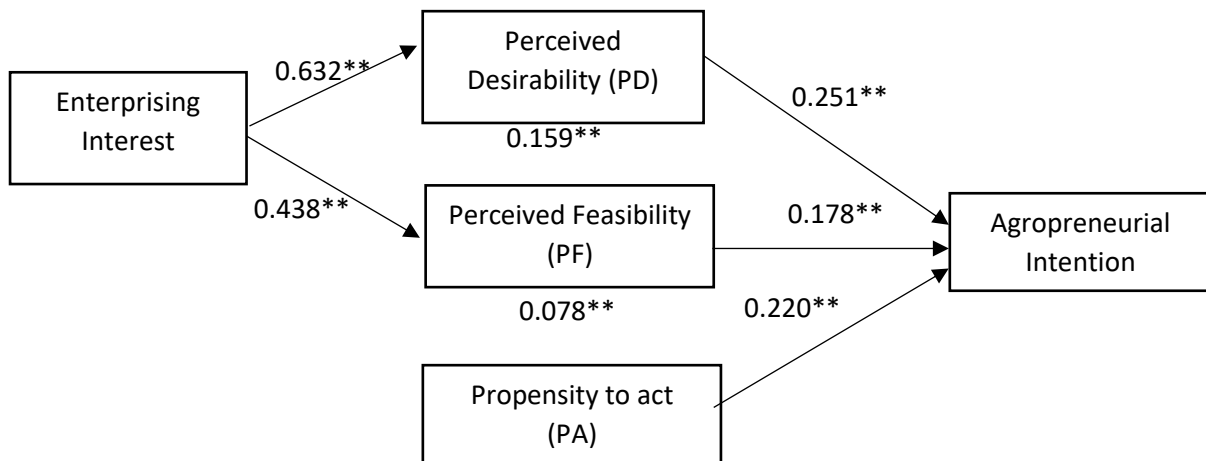 Enterprising
Interest
0.632**
0.438**
Perceived
Desirability (PD)
0.159**
Perceived Feasibility
(PF)
0.078**
Propensity to act
(PA)
0.251**
0.178**
0.220**
Agropreneurial
Intention